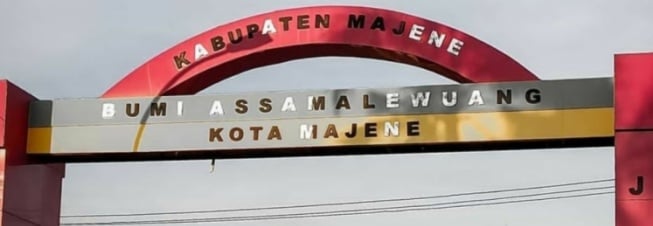 KABUPATEN MAJENE
BUMI ASSAMALEWUANG
KOTA MAJENE
J